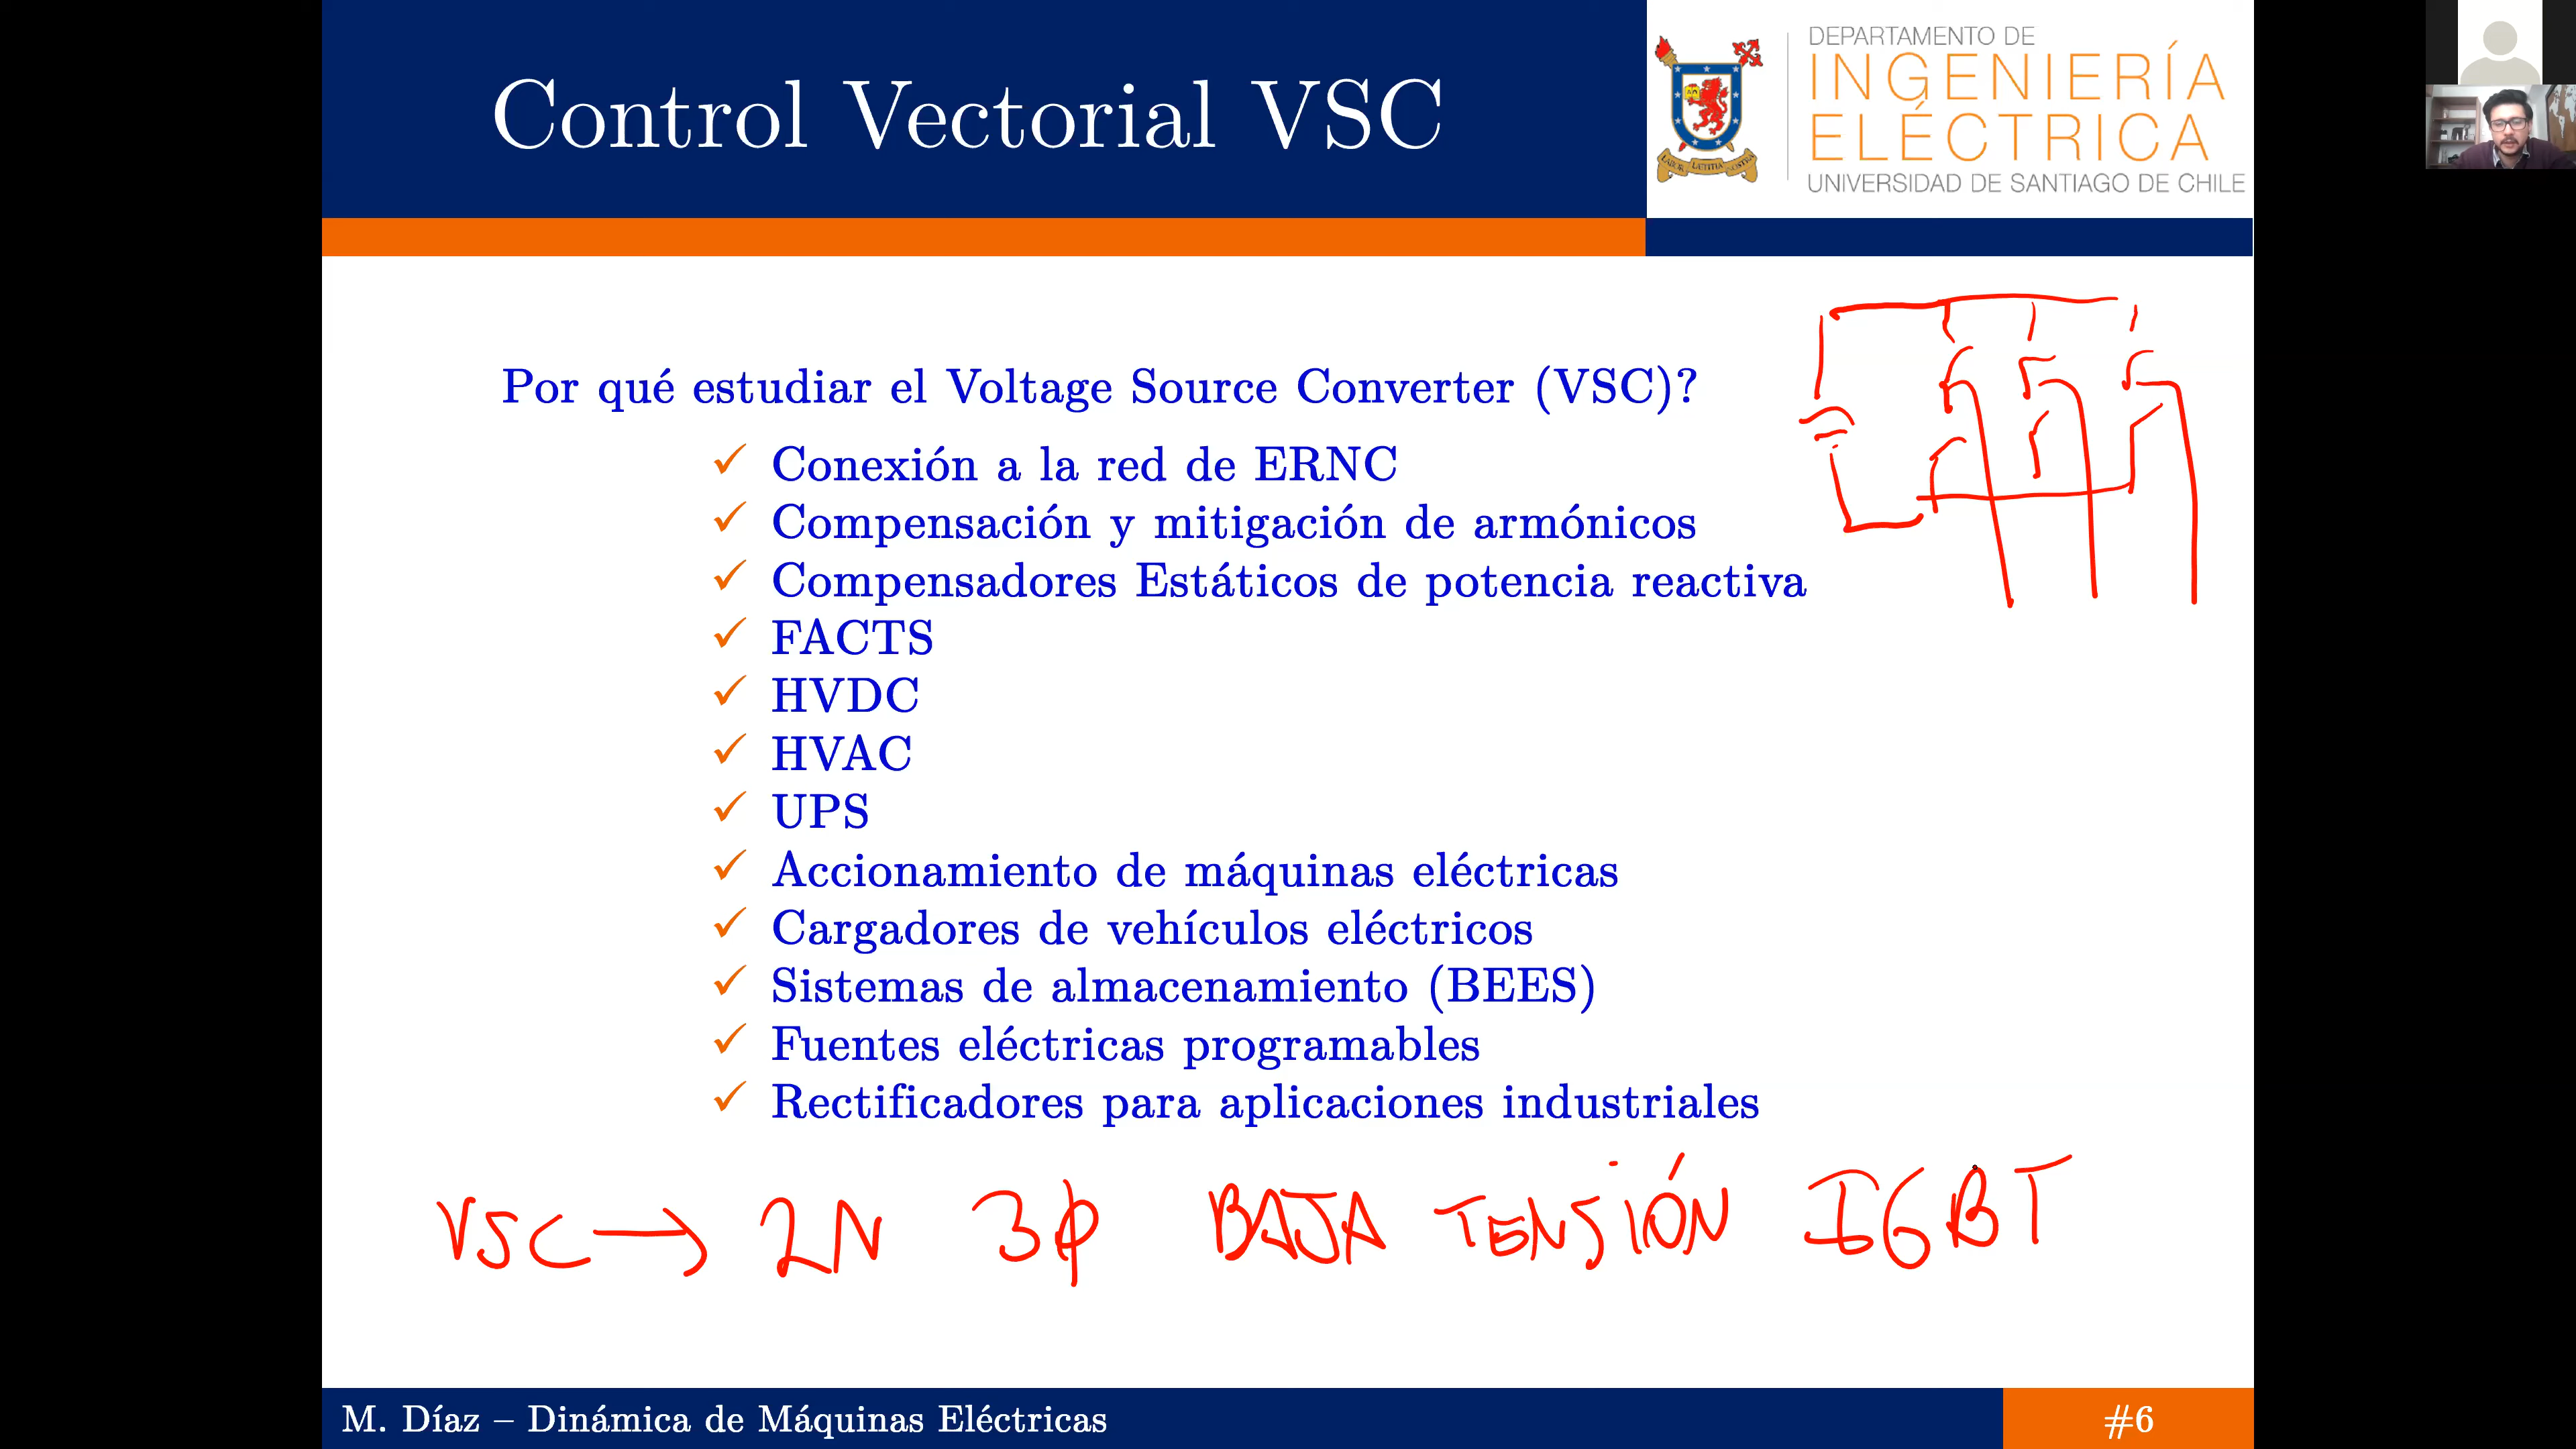 Control Vectorial VSC
DEPARTAMENTO DE
INGENIERÍA
ELÉCTRICA
UNIVERSIDAD DE SANTIAGO DE CHILE
LABOR LAETITIA NOSTRA
Por qué estudiar el Voltage Source Converter (VSC)?
✓ Conexión a la red de ERNC
✓ Compensación y mitigación de armónicos
✓ Compensadores Estáticos de potencia reactiva
✓ FACTS
✓ HVDC
✓ HVAC
✓ UPS
✓ Accionamiento de máquinas eléctricas
✓ Cargadores de vehículos eléctricos
✓ Sistemas de almacenamiento (BEES)
✓ Fuentes eléctricas programables
✓ Rectificadores para aplicaciones industriales
VSC → 2N 3ϕ BAJA TENSIÓN IGBT
M. Díaz – Dinámica de Máquinas Eléctricas
#6